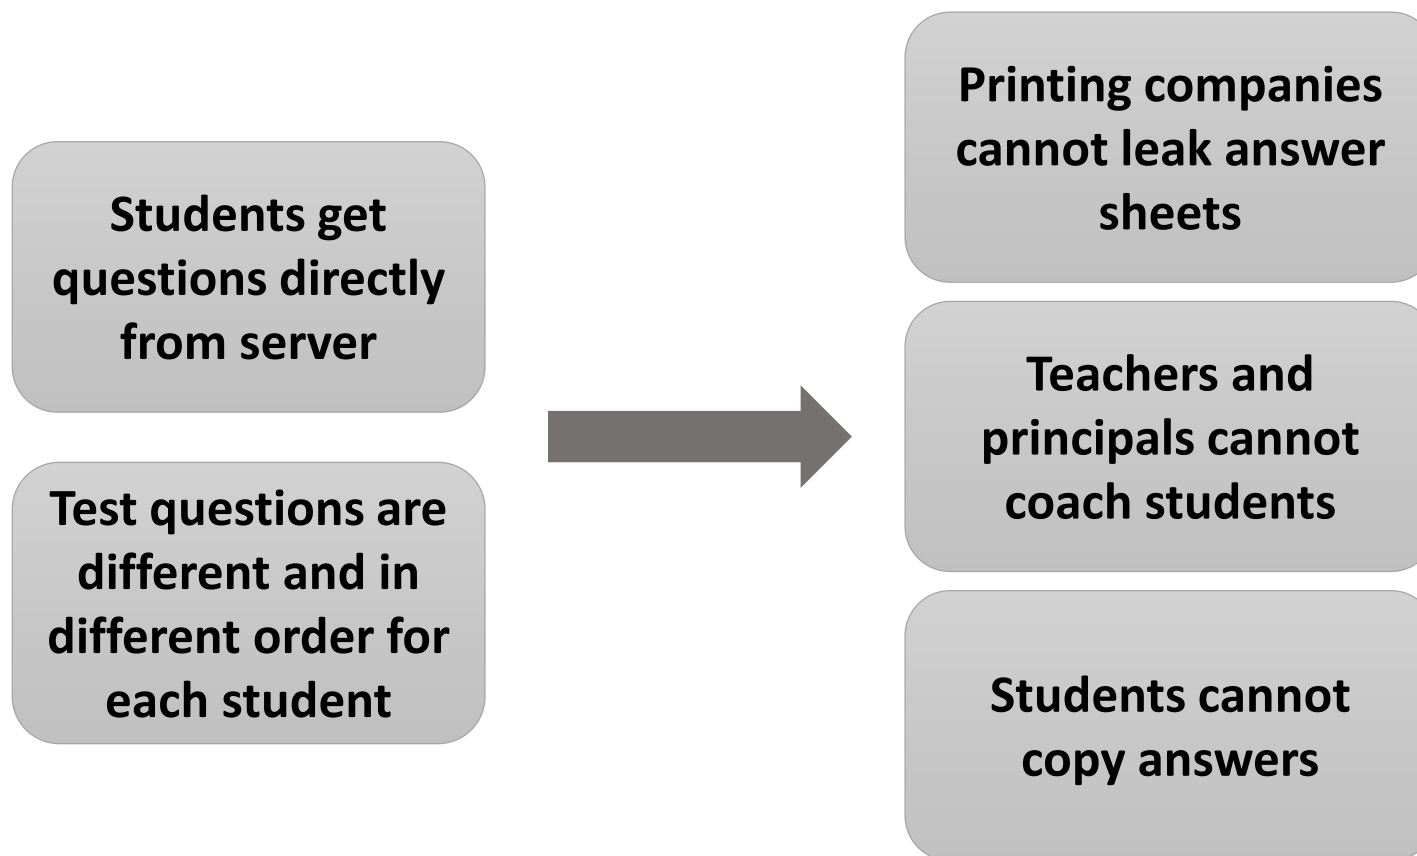 Students get
questions directly
from server
Test questions are
different and in
different order for
each student
Printing companies
cannot leak answer
sheets
Teachers and
principals cannot
coach students
Students cannot
copy answers